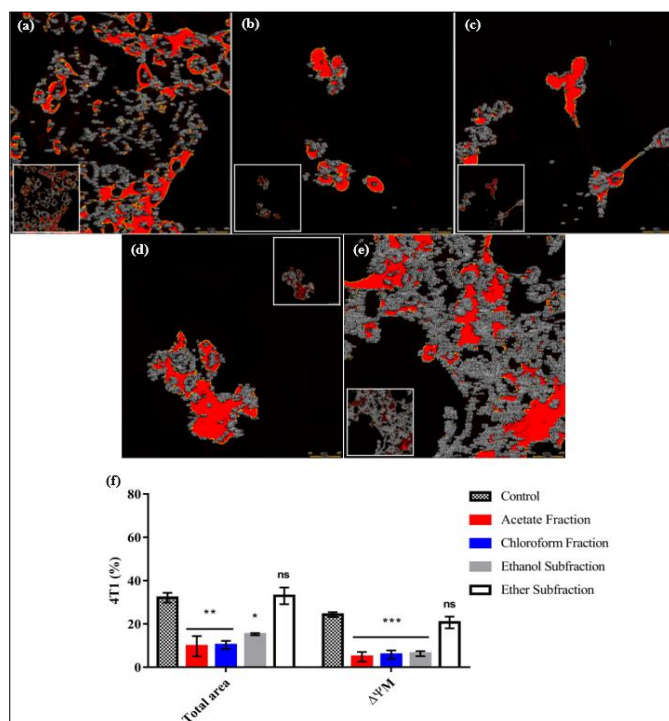 (a)
(b)
(c)
(d)
(e)
(f)
80
60
40
20
0
4T1 (%)
**
*
ns
***
ns
Total area
ΔΨM
Control
Acetate Fraction
Chloroform Fraction
Ethanol Subfraction
Ether Subfraction